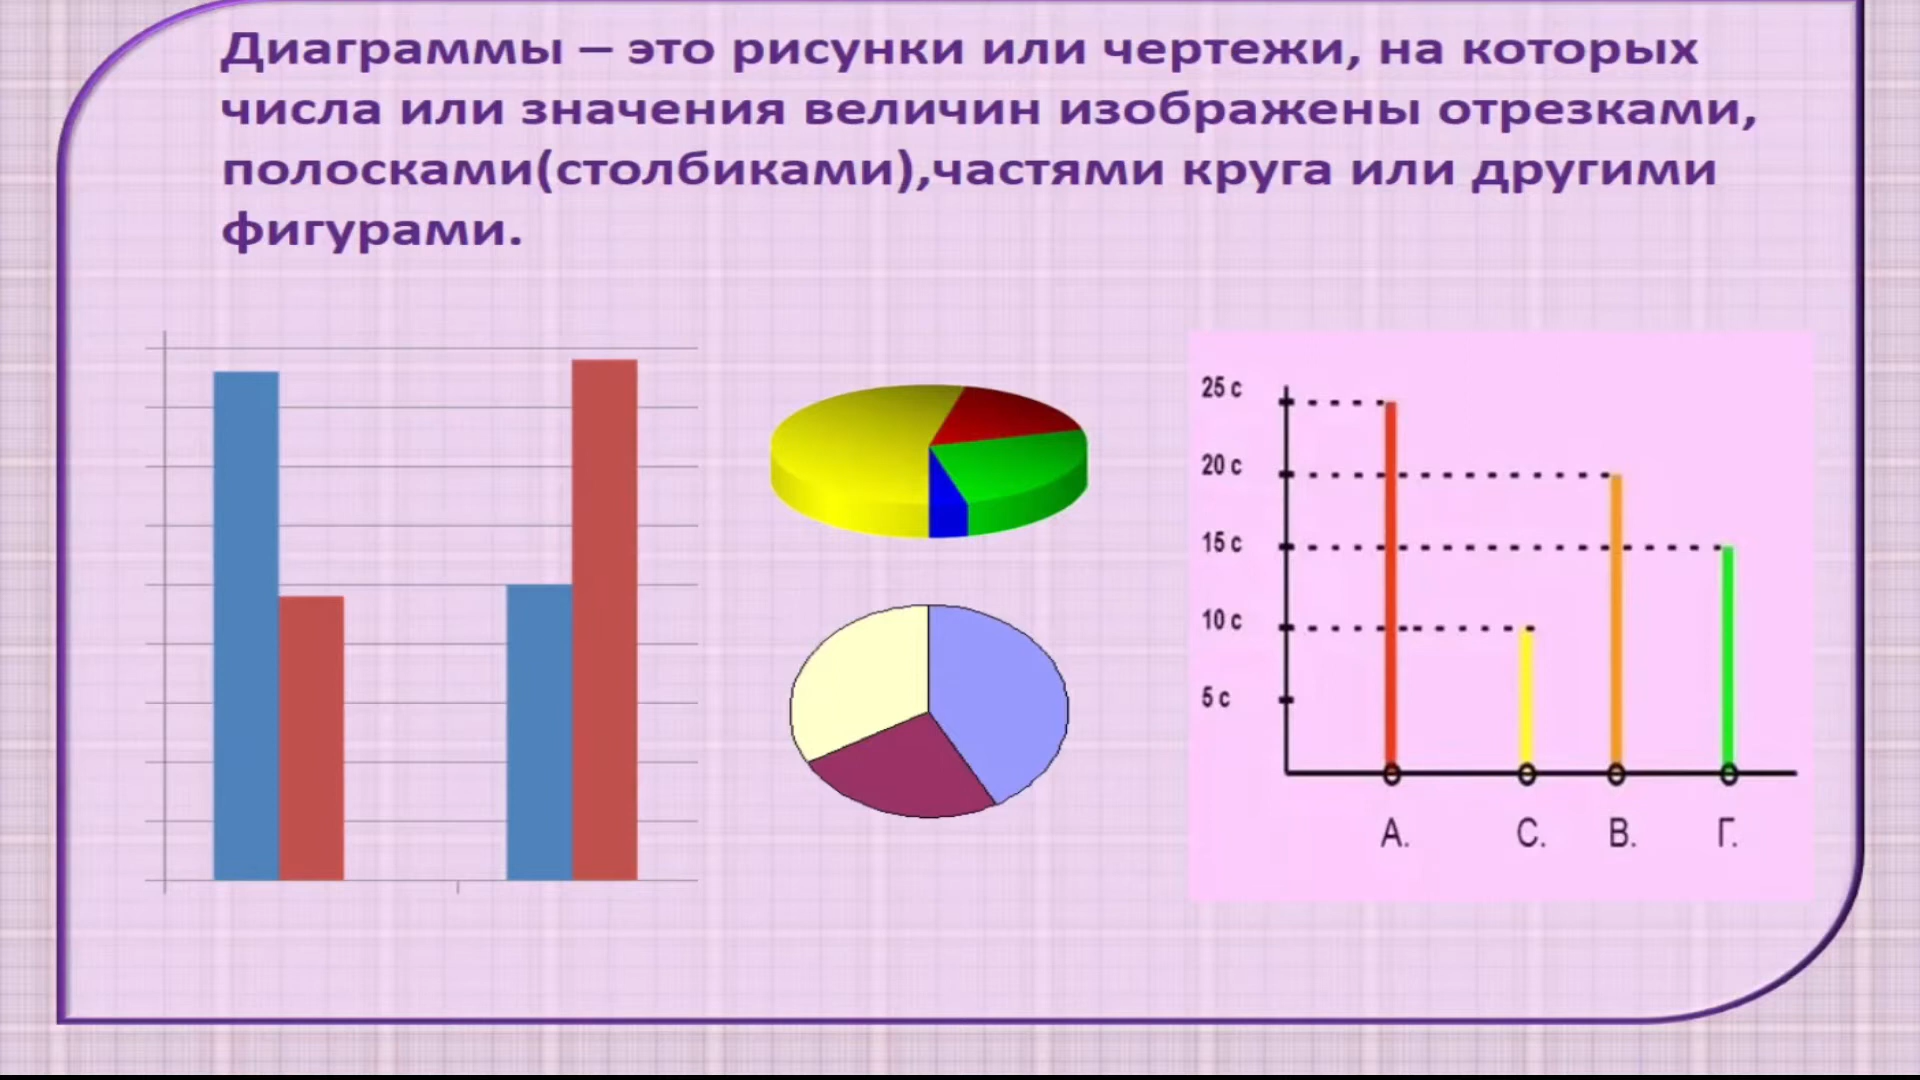 Диаграммы – это рисунки или чертежи, на которых
числа или значения величин изображены отрезками,
полосками(столбиками),частями круга или другими
фигурами.
25 с
20 с
15 с
10 с
5 с
А. С. В. Г.